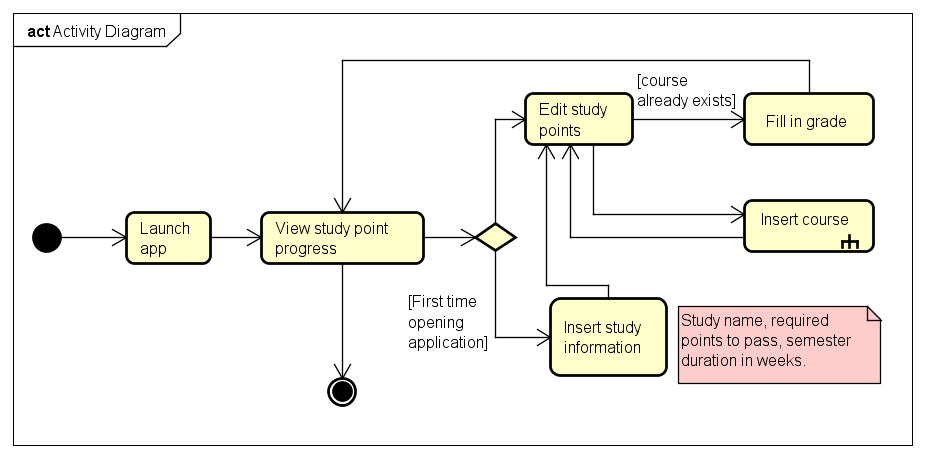 act Activity Diagram
[course
already exists]
Edit study
points
Fill in grade
Launch
app
View study point
progress
Insert course
[First time
opening
application]
Insert study
information
Study name, required
points to pass, semester
duration in weeks.